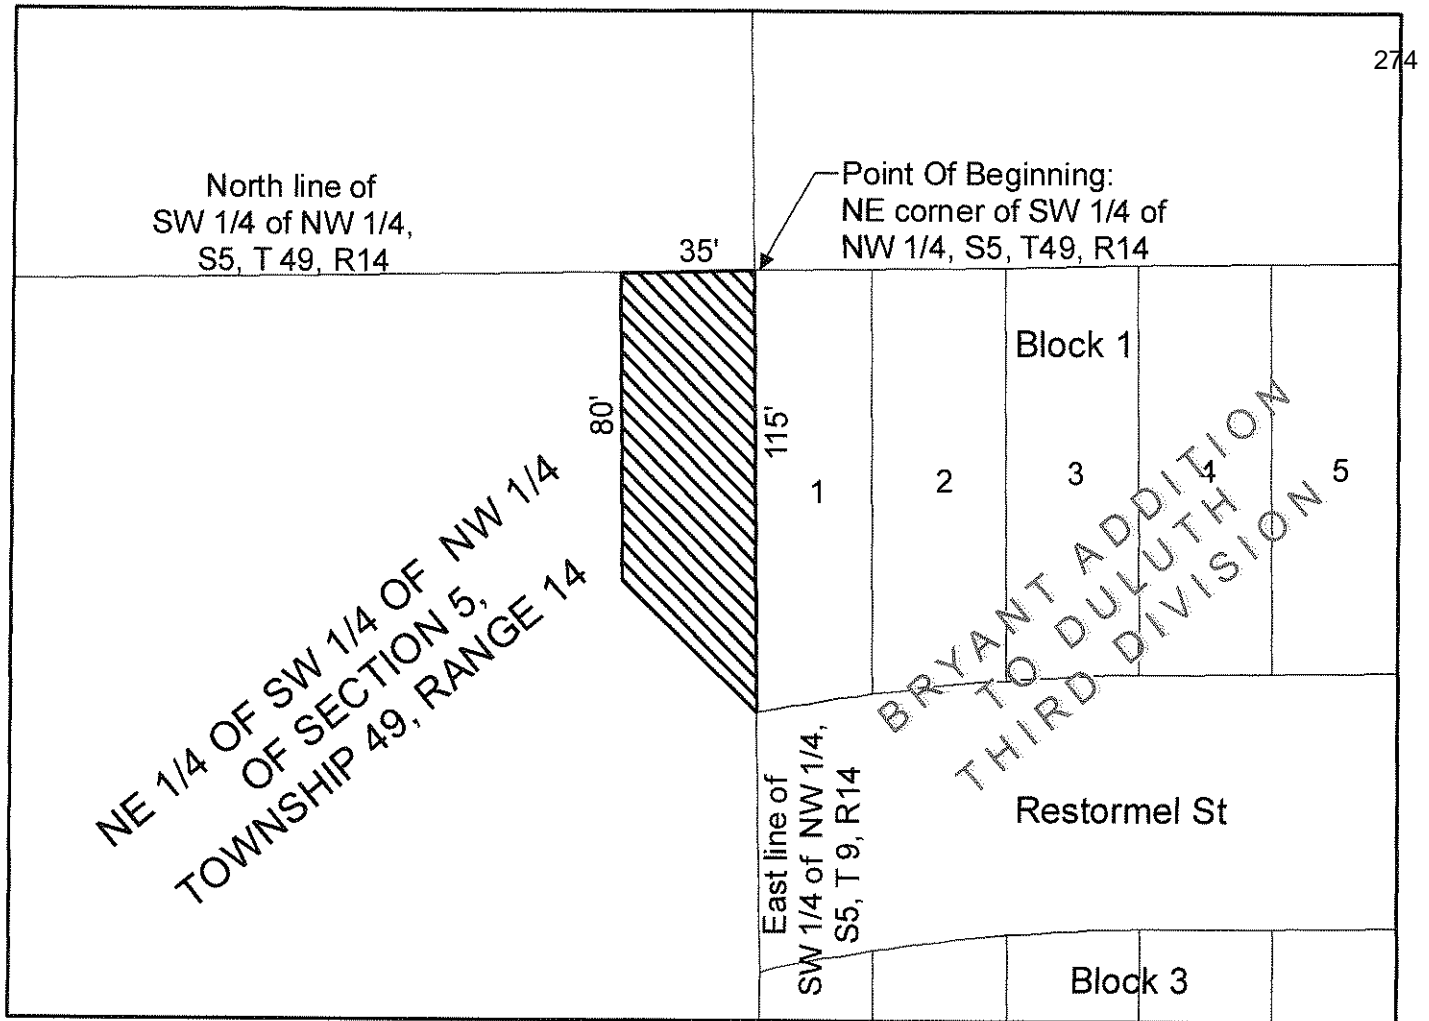 274
North line of
SW 1/4 of NW 1/4,
S5, T 49, R14
35'
Point Of Beginning:
NE corner of SW 1/4 of
NW 1/4, S5, T49, R14
80'
115'
Block 1
1
2
3
4
5
BRYANT ADDITION
TO DULUTH
THIRD DIVISION
NE 1/4 OF SW 1/4 OF NW 1/4
OF SECTION 5,
TOWNSHIP 49, RANGE 14
East line of
SW 1/4 of NW 1/4,
S5, T 9, R14
Restormel St
Block 3